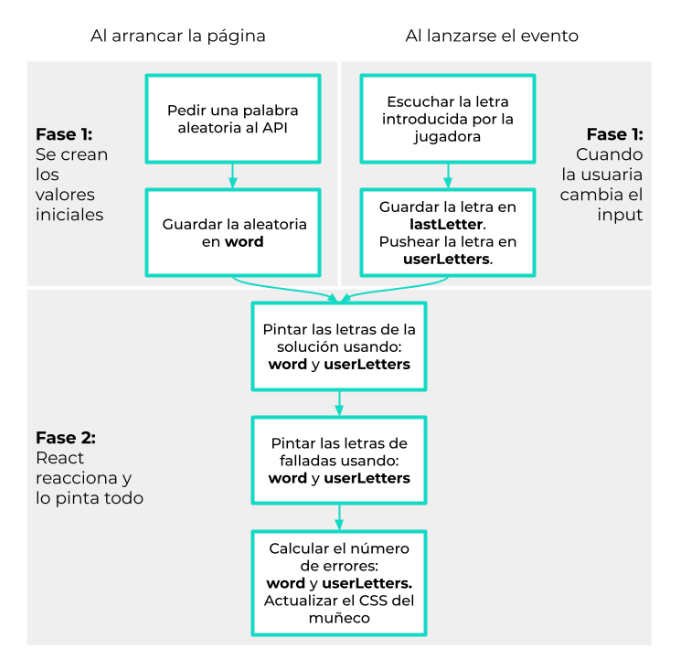 Al arrancar la página
Al lanzarse el evento
Fase 1:
Se crean
los
valores
iniciales
Pedir una palabra
aleatoria al API
Guardar la aleatoria
en word
Escuchar la letra
introducida por la
jugadora
Guardar la letra en
lastLetter.
Pushear la letra en
userLetters.
Fase 1:
Cuando
la usuaria
cambia el
input
Fase 2:
React
reacciona y
lo pinta todo
Pintar las letras de la
solución usando:
word y userLetters
Pintar las letras de
falladas usando:
word y userLetters
Calcular el número
de errores:
word y userLetters.
Actualizar el CSS del
muñeco